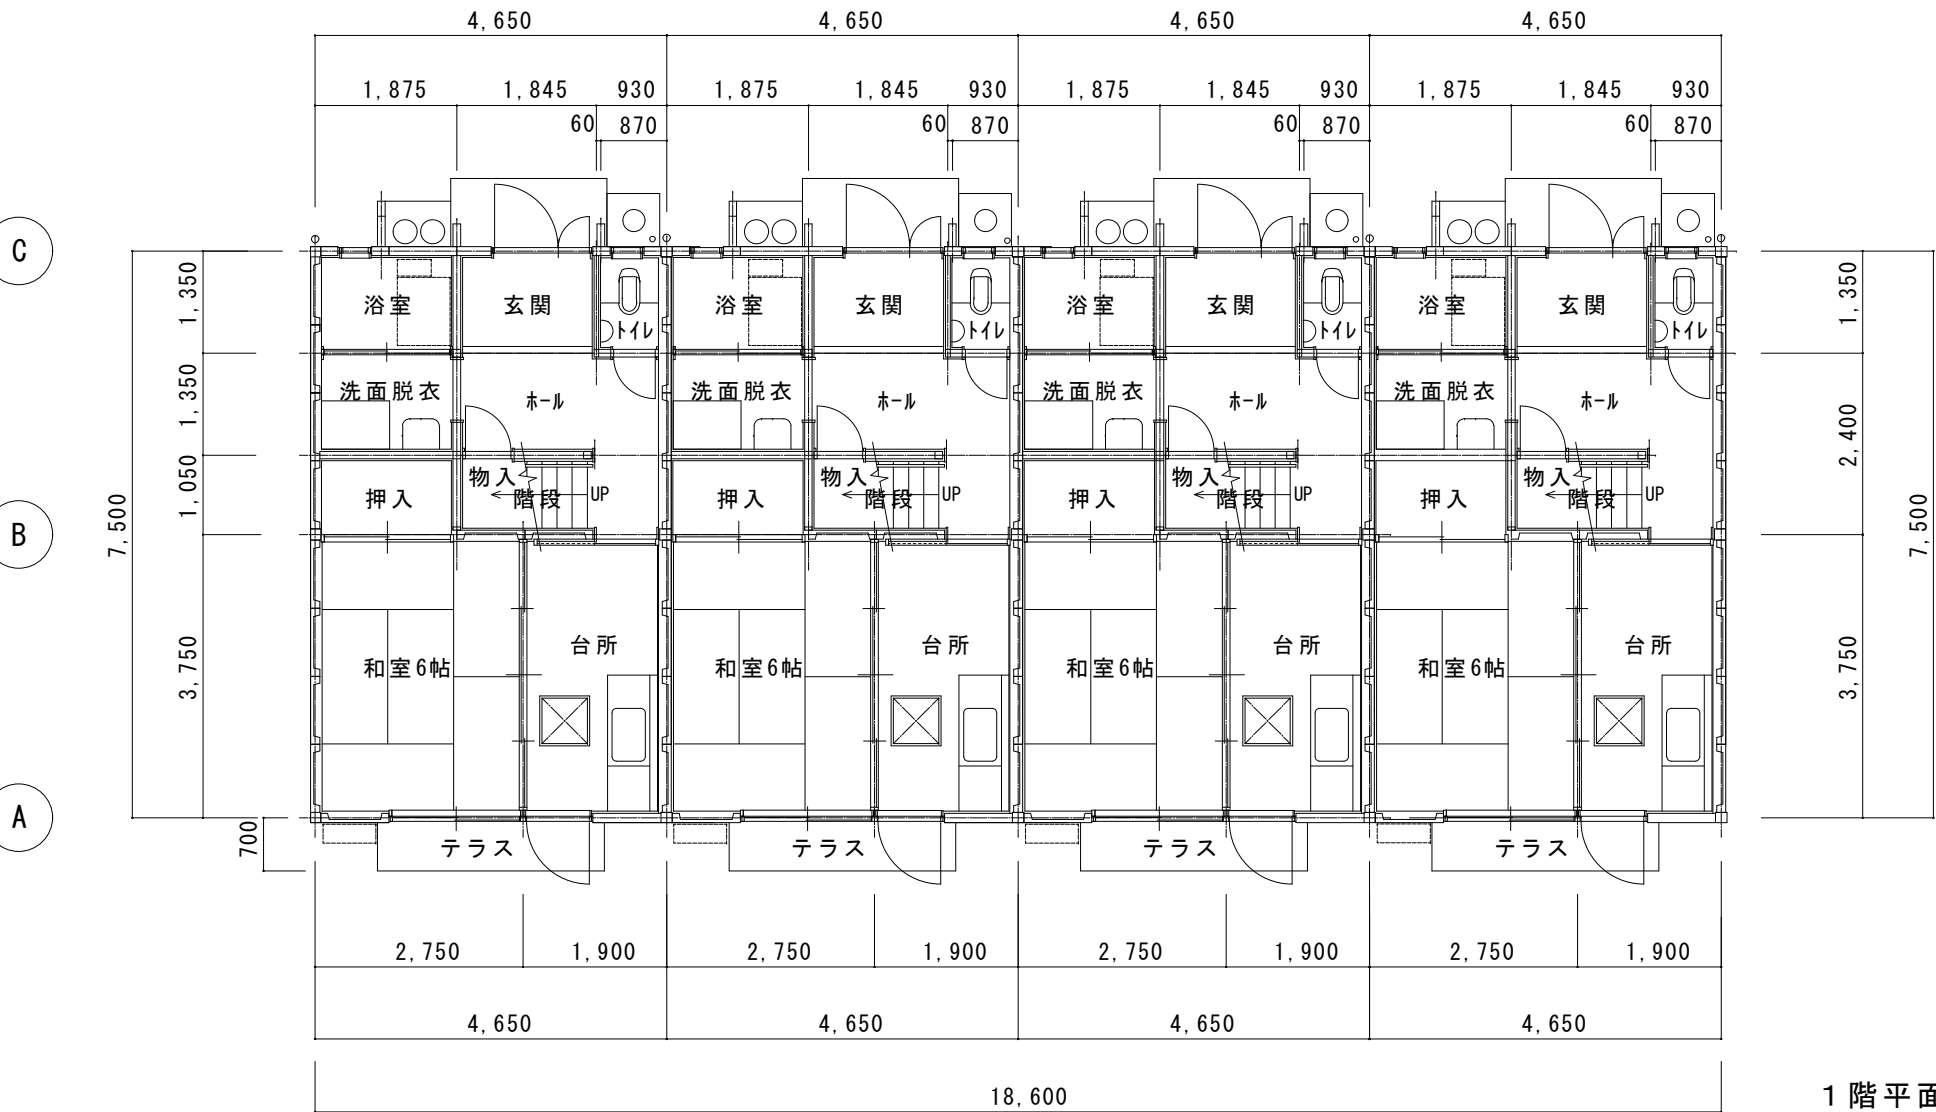 4,650 4,650 4,650 4,650
1,875 1,845 930 1,875 1,845 930 1,875 1,845 930 1,875 1,845 930
60 870 60 870 60 870 60 870
C
1,350 浴室 玄関 トイレ 浴室 玄関 トイレ 浴室 玄関 トイレ 浴室 玄関 トイレ 1,350
1,350 洗面脱衣 ホール 洗面脱衣 ホール 洗面脱衣 ホール 洗面脱衣 ホール 2,400
1,050 押入 物入 階段 UP 押入 物入 階段 UP 押入 物入 階段 UP 押入 物入 階段 UP
B 7,500 7,500
3,750 和室6帖 台所 和室6帖 台所 和室6帖 台所 和室6帖 台所 3,750
A
700 テラス テラス テラス テラス
2,750 1,900 2,750 1,900 2,750 1,900 2,750 1,900
4,650 4,650 4,650 4,650
18,600
1階平面